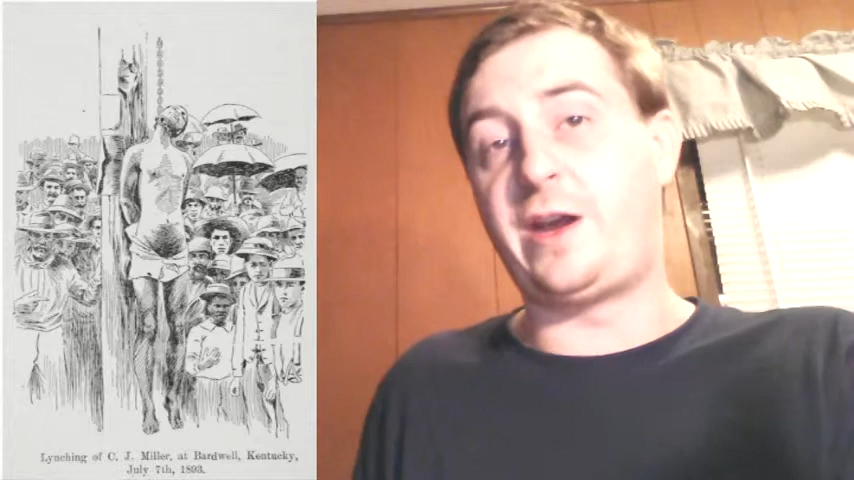 Lynching of C. J. Miller, at Bardwell, Kentucky,
July 7th, 1893.